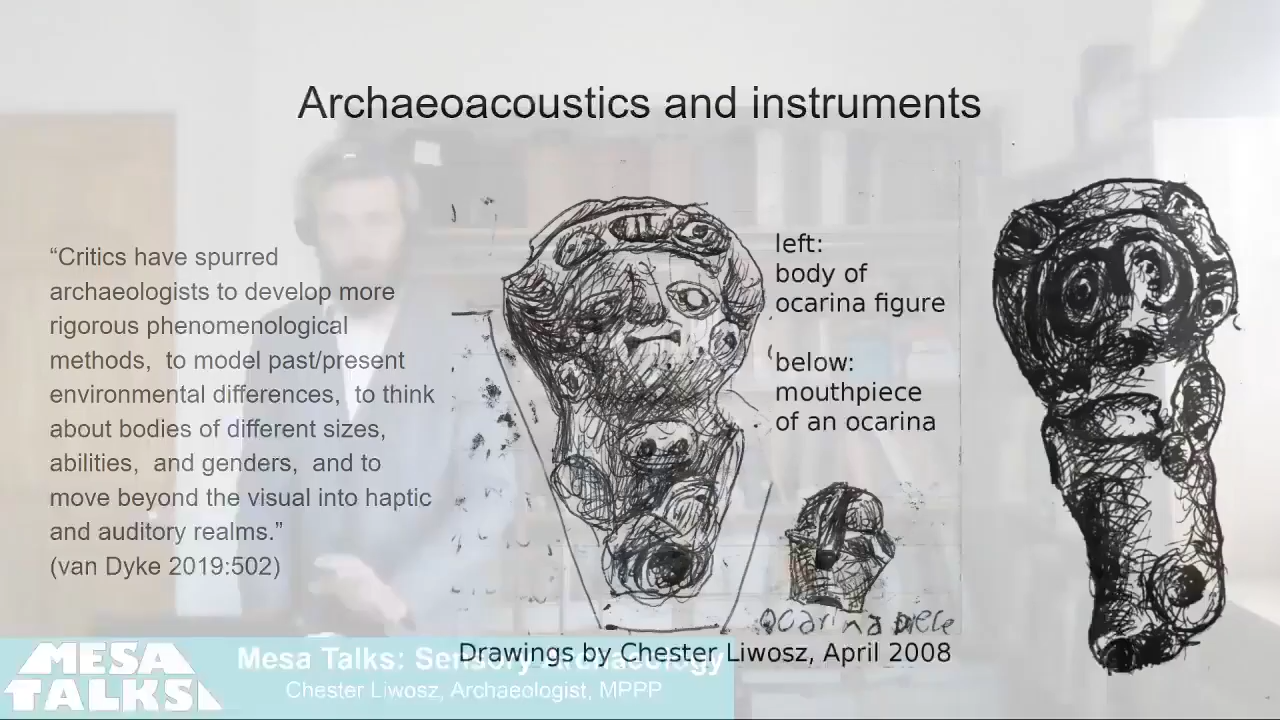 Archaeoacoustics and instruments
“Critics have spurred
archaeologists to develop more
rigorous phenomenological
methods,  to model past/present
environmental differences,  to think
about bodies of different sizes,
abilities,  and genders,  and to
move beyond the visual into haptic
and auditory realms.”
(van Dyke 2019:502)
left:
body of
ocarina figure
below:
mouthpiece
of an ocarina
ocarina piece
Drawings by Chester Liwosz, April 2008
MESA
TALKS
Mesa Talks: Sensory Archaeology
Chester Liwosz, Archaeologist, MPPP